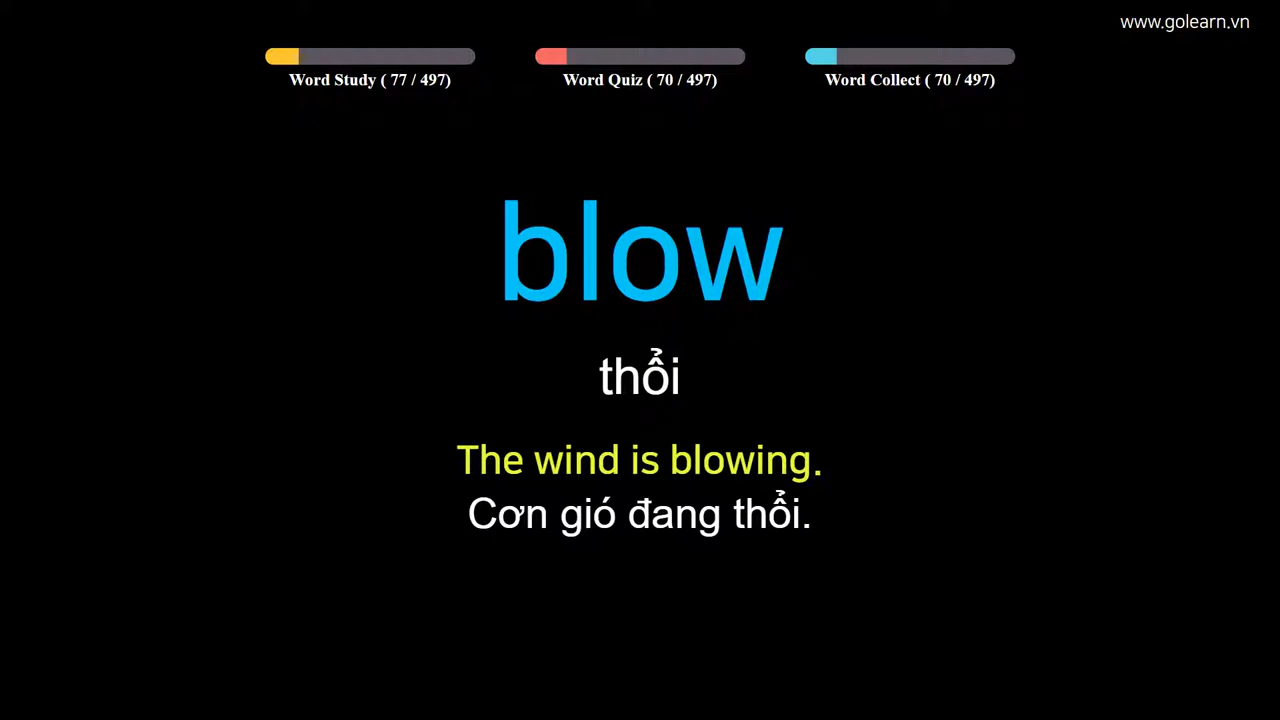 www.golearn.vn
Word Study ( 77 / 497) Word Quiz ( 70 / 497) Word Collect ( 70 / 497)
blow
thổi
The wind is blowing.
Cơn gió đang thổi.